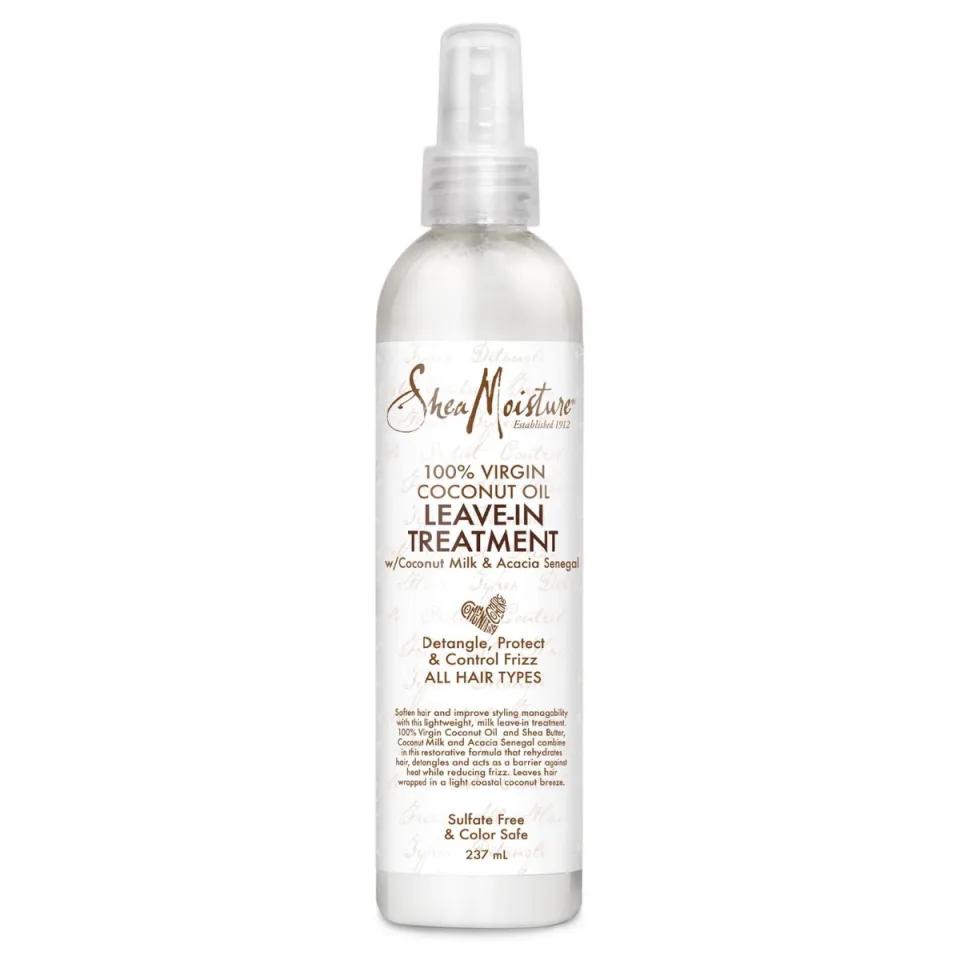 SheaMoisture™
Established 1912
100% VIRGIN
COCONUT OIL
LEAVE-IN
TREATMENT
w/Coconut Milk & Acacia Senegal
COMMUNITY COMMERCE
Detangle, Protect
& Control Frizz
ALL HAIR TYPES
Soften hair and improve styling managability
with this lightweight, milk leave-in treatment.
100% Virgin Coconut Oil and Shea Butter,
Coconut Milk and Acacia Senegal combine
in this restorative formula that rehydrates
hair, detangles and acts as a barrier against
heat while reducing frizz. Leaves hair
wrapped in a light coastal coconut breeze.
Sulfate Free
& Color Safe
237 mL